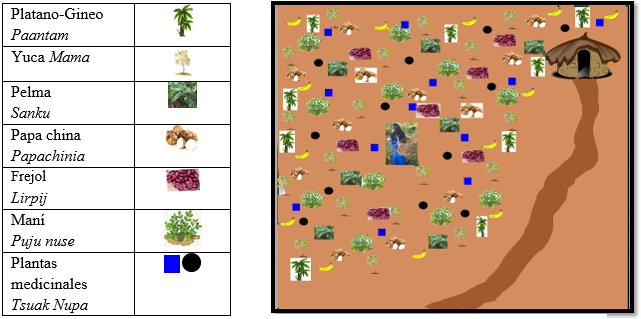 Platano-Gineo
Paantam
Yuca Mama
Pelma
Sanku
Papa china
Papachinia
Frejol
Lirpij
Maní
Puju nuse
Plantas
medicinales
Tsuak Nupa